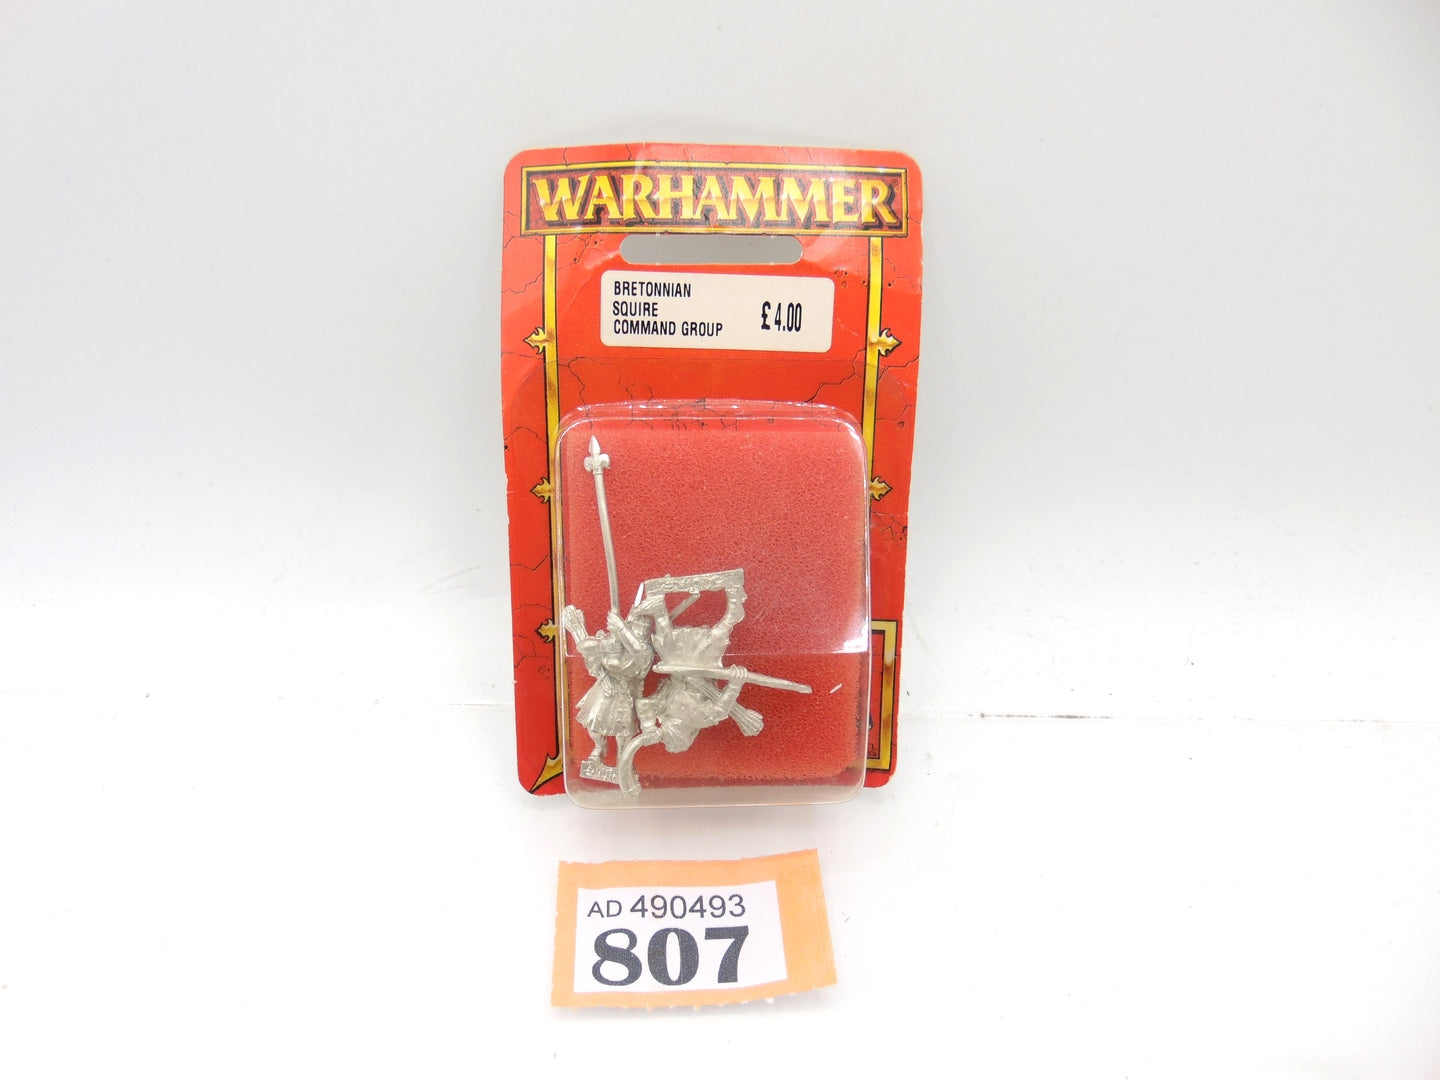 WARHAMMER
BRETONNIAN
SQUIRE
COMMAND GROUP
£4.00
AD 490493
807